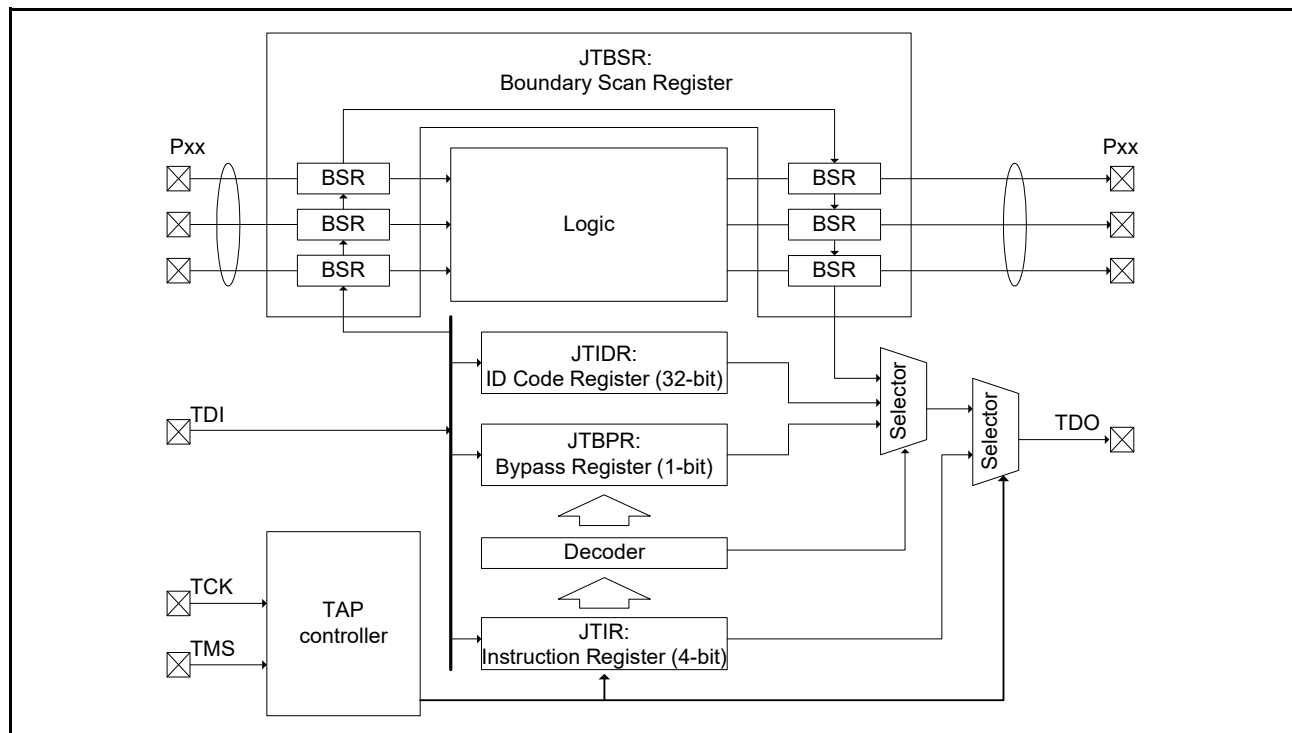 JTBSR:
Boundary Scan Register
Pxx
Pxx
BSR
BSR
BSR
BSR
BSR
BSR
Logic
JTIDR:
ID Code Register (32-bit)
TDI
JTBPR:
Bypass Register (1-bit)
Selector
Selector
TDO
Decoder
TCK
TMS
TAP
controller
JTIR:
Instruction Register (4-bit)